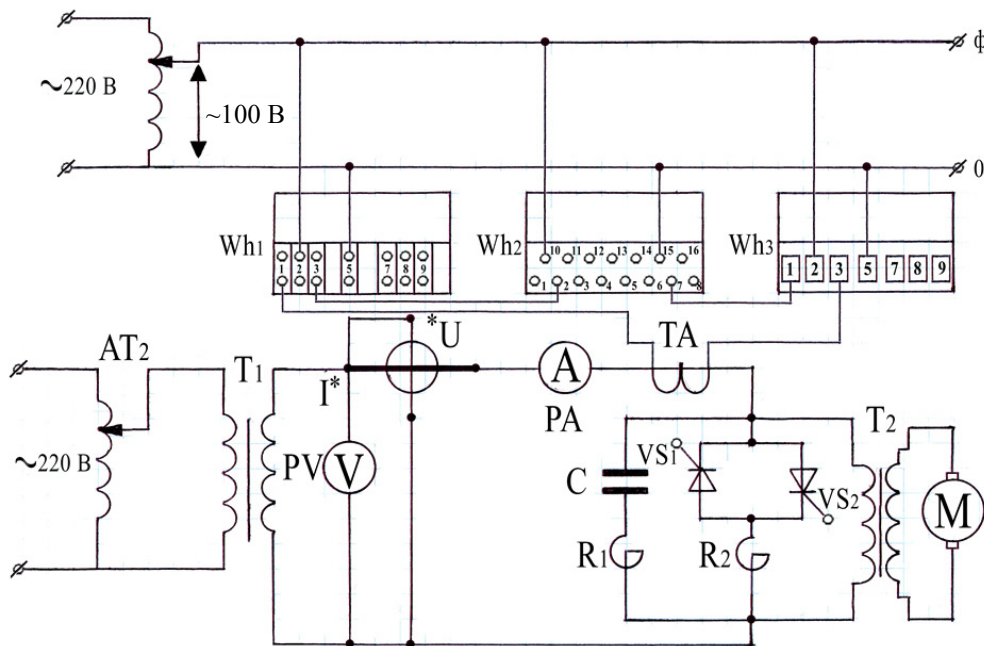 ~220 В
~100 В
ф
0
Wh1
1 2 3 5 7 8 9
Wh2
10 11 12 13 14 15 16
1 2 3 4 5 6 7 8
Wh3
1 2 3 5 7 8 9
AT2
T1
*U
I*
TA
A
PA
~220 В
PV V
C
VS1
VS2
T2
M
R1
R2